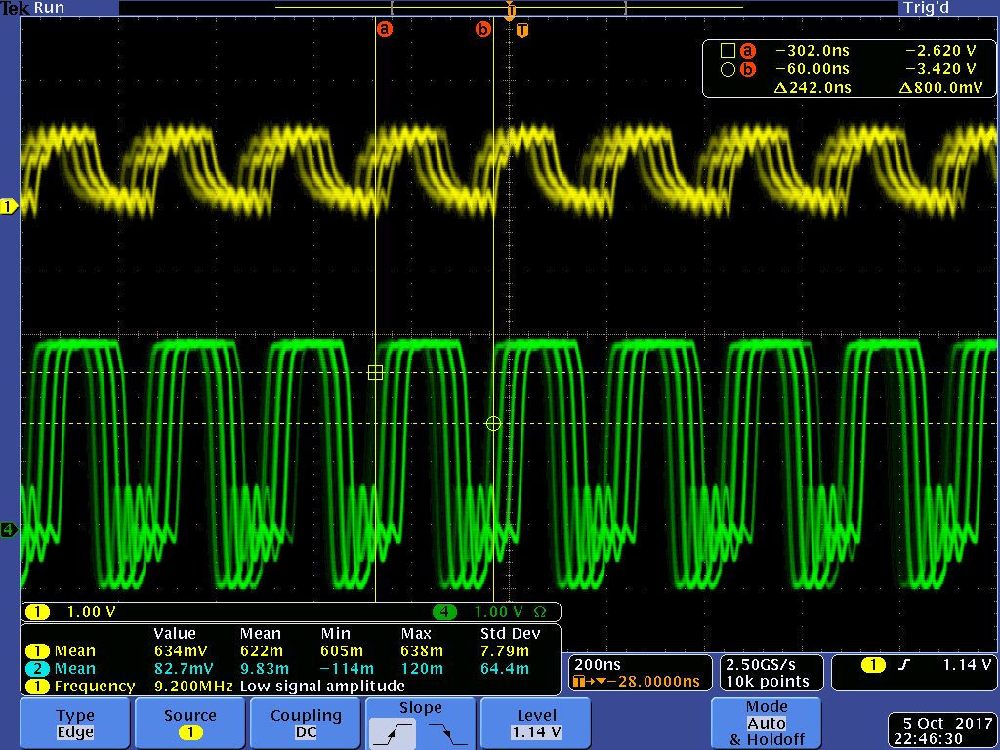 Tek Run Trig'd
a b T
a −302.0ns −2.620 V
b −60.00ns −3.420 V
Δ242.0ns Δ800.0mV
1
4
1 1.00 V 4 1.00 V Ω
Value Mean Min Max Std Dev
1 Mean 634mV 622m 605m 638m 7.79m
2 Mean 82.7mV 9.83m −114m 120m 64.4m
1 Frequency 9.200MHz Low signal amplitude
200ns
T→▼−28.0000ns
2.50GS/s
10k points
1 1.14 V
Type
Edge
Source
1
Coupling
DC
Slope
Level
1.14 V
Mode
Auto
& Holdoff
5 Oct 2017
22:46:30